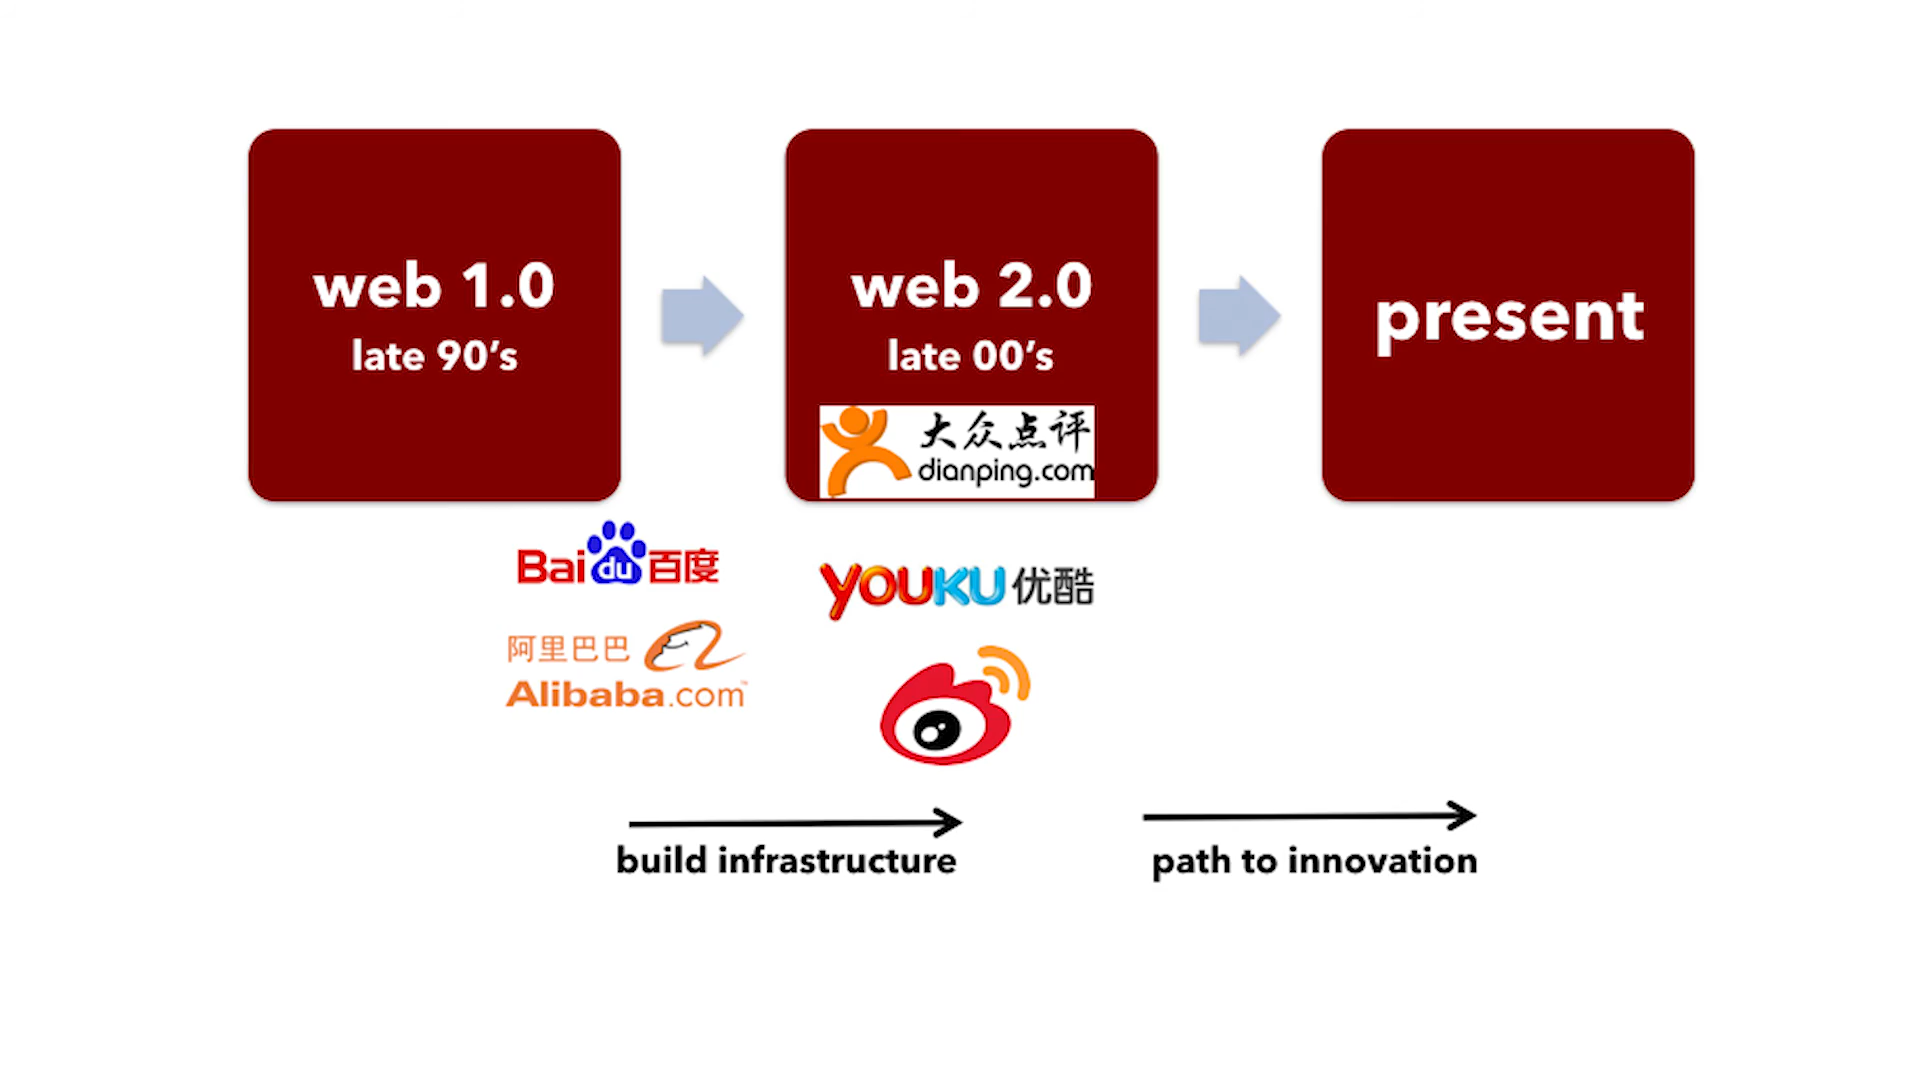 web 1.0
late 90's
web 2.0
late 00's
大众点评
dianping.com
present
Bai du 百度
阿里巴巴
Alibaba.com™
YOUKU 优酷
build infrastructure
path to innovation